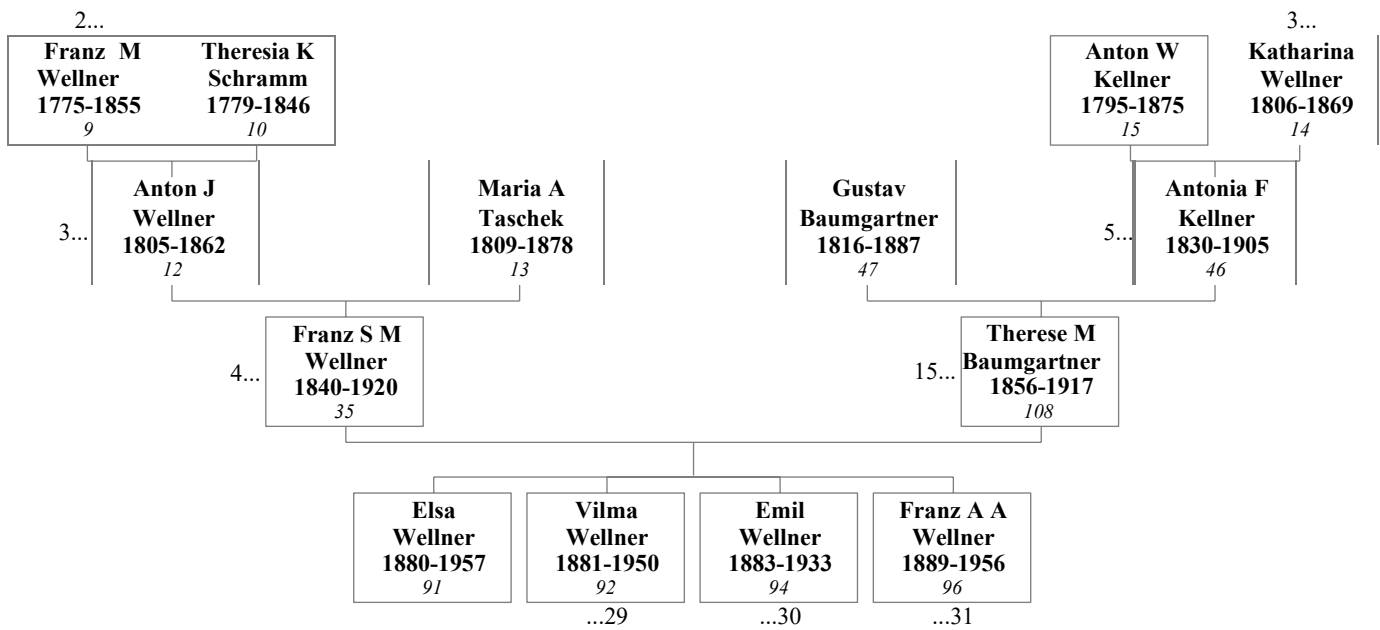 2...
Franz M
Wellner
1775-1855
9
Theresia K
Schramm
1779-1846
10
Anton W
Kellner
1795-1875
15
3...
Katharina
Wellner
1806-1869
14
3...
Anton J
Wellner
1805-1862
12
Maria A
Taschek
1809-1878
13
Gustav
Baumgartner
1816-1887
47
5...
Antonia F
Kellner
1830-1905
46
4...
Franz S M
Wellner
1840-1920
35
15...
Therese M
Baumgartner
1856-1917
108
Elsa
Wellner
1880-1957
91
Vilma
Wellner
1881-1950
92
...29
Emil
Wellner
1883-1933
94
...30
Franz A A
Wellner
1889-1956
96
...31